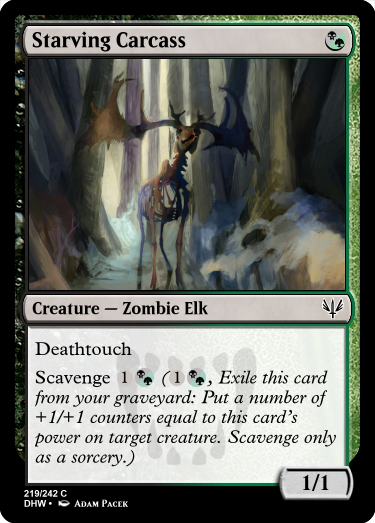 Starving Carcass
Creature — Zombie Elk
Deathtouch
Scavenge 1 (1 , Exile this card
from your graveyard: Put a number of
+1/+1 counters equal to this card's
power on target creature. Scavenge only
as a sorcery.)
1/1
219/242 C
DHW • Adam Pacek